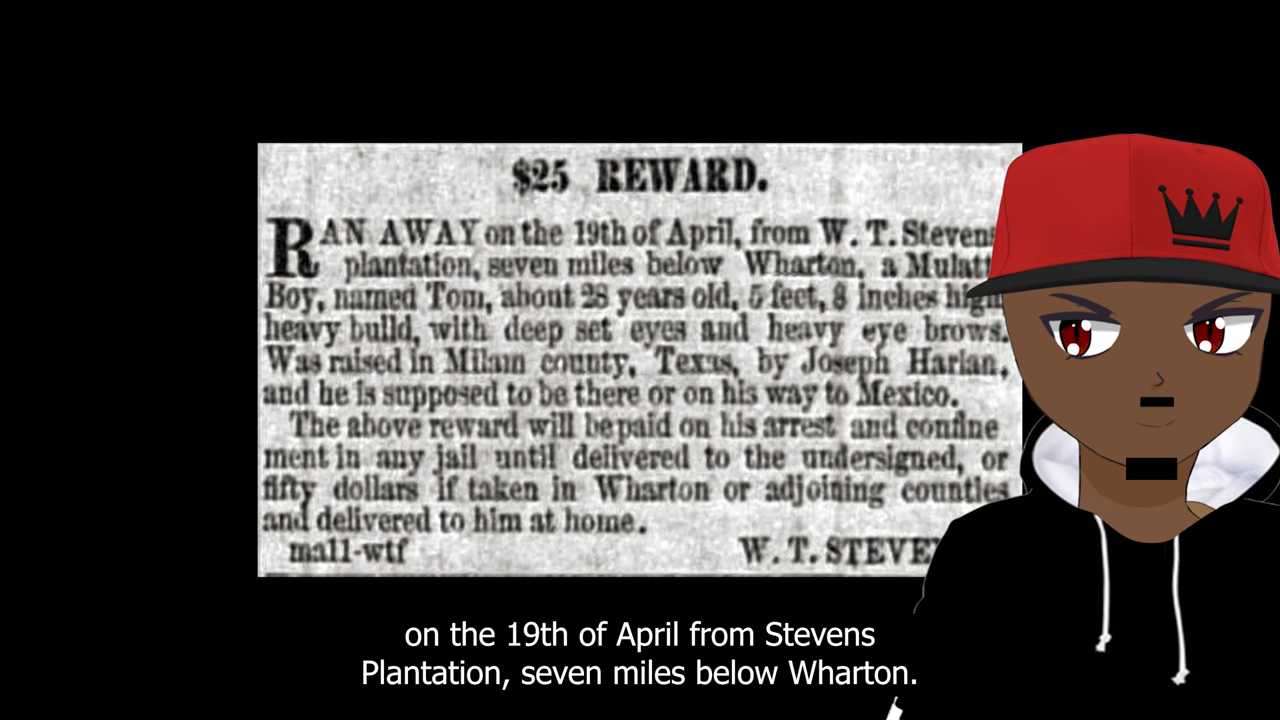 $25 REWARD.
RAN AWAY on the 19th of April, from W. T. Stevens
plantation, seven miles below Wharton, a Mulatt
Boy, named Tom, about 28 years old, 5 feet, 8 inches high
heavy build, with deep set eyes and heavy eye brows.
Was raised in Milam county, Texas, by Joseph Harlan,
and he is supposed to be there or on his way to Mexico.
The above reward will be paid on his arrest and confine
ment in any jail until delivered to the undersigned, or
fifty dollars if taken in Wharton or adjoining counties
and delivered to him at home.
ma11-wtf W. T. STEVE
on the 19th of April from Stevens
Plantation, seven miles below Wharton.